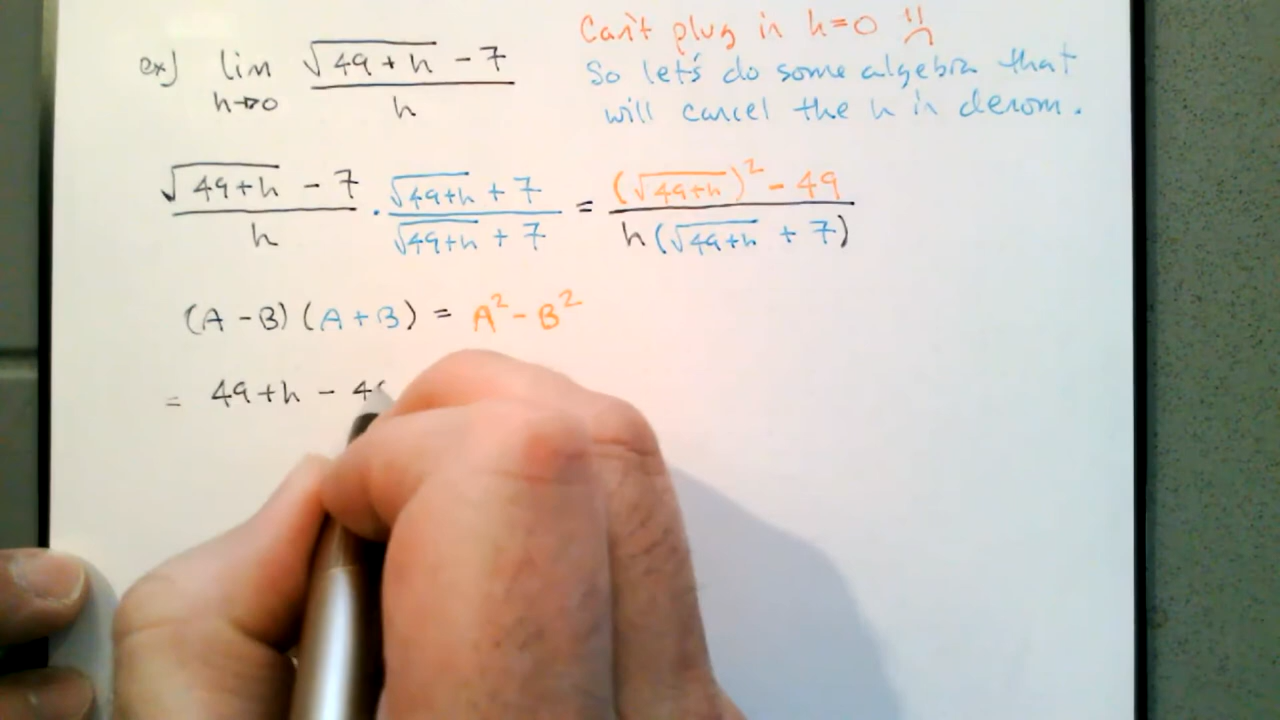 ex) lim h→0 (√(49+h) - 7)/h
Can't plug in h=0 :(
So let's do some algebra that
will cancel the h in denom.
(√(49+h) - 7)/h · (√(49+h) + 7)/(√(49+h) + 7) = ((√(49+h))² - 49)/(h(√(49+h) + 7))
(A - B)(A + B) = A² - B²
= 49+h - 49